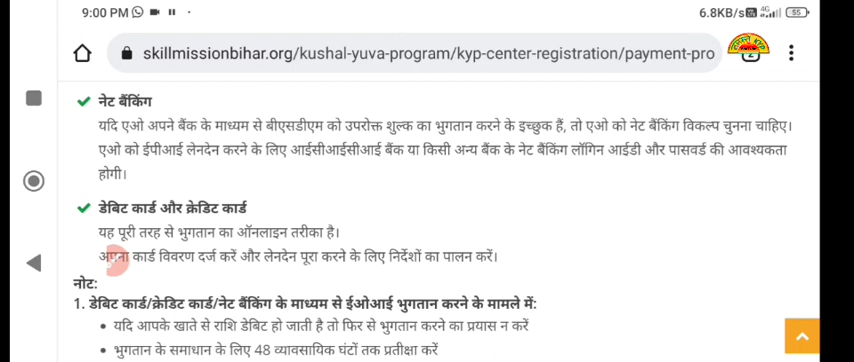 9:00 PM
6.8KB/s 4G 55
skillmissionbihar.org/kushal-yuva-program/kyp-center-registration/payment-pro
नेट बैंकिंग
यदि एओ अपने बैंक के माध्यम से बीएसडीएम को उपरोक्त शुल्क का भुगतान करने के इच्छुक हैं, तो एओ को नेट बैंकिंग विकल्प चुनना चाहिए।
एओ को ईपीआई लेनदेन करने के लिए आईसीआईसीआई बैंक या किसी अन्य बैंक के नेट बैंकिंग लॉगिन आईडी और पासवर्ड की आवश्यकता
होगी।
डेबिट कार्ड और क्रेडिट कार्ड
यह पूरी तरह से भुगतान का ऑनलाइन तरीका है।
अपना कार्ड विवरण दर्ज करें और लेनदेन पूरा करने के लिए निर्देशों का पालन करें।
नोट:
1. डेबिट कार्ड/क्रेडिट कार्ड/नेट बैंकिंग के माध्यम से ईओआई भुगतान करने के मामले में:
यदि आपके खाते से राशि डेबिट हो जाती है तो फिर से भुगतान करने का प्रयास न करें
भुगतान के समाधान के लिए 48 व्यावसायिक घंटों तक प्रतीक्षा करें